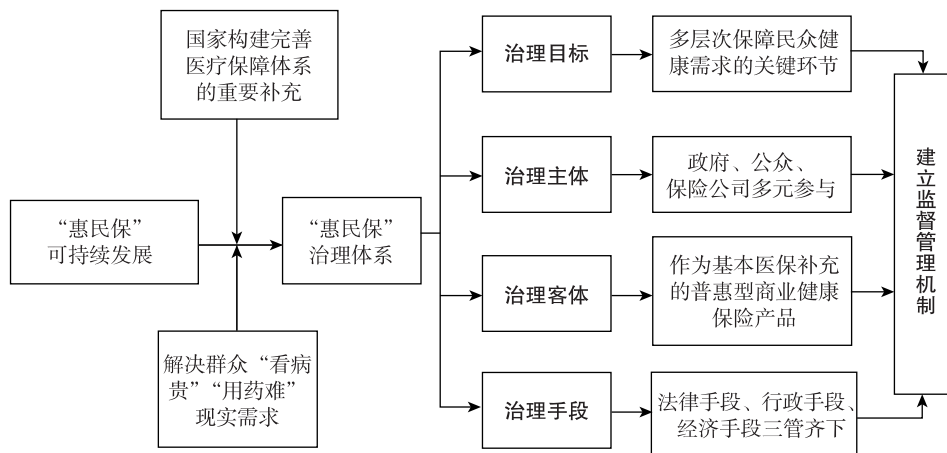 国家构建完善
医疗保障体系
的重要补充
“惠民保”
可持续发展
解决群众“看病
贵”“用药难”
现实需求
“惠民保”
治理体系
治理目标
多层次保障民众健
康需求的关键环节
治理主体
政府、公众、
保险公司多元参与
治理客体
作为基本医保补充
的普惠型商业健康
保险产品
治理手段
法律手段、行政手段、
经济手段三管齐下
建立监督管理机制